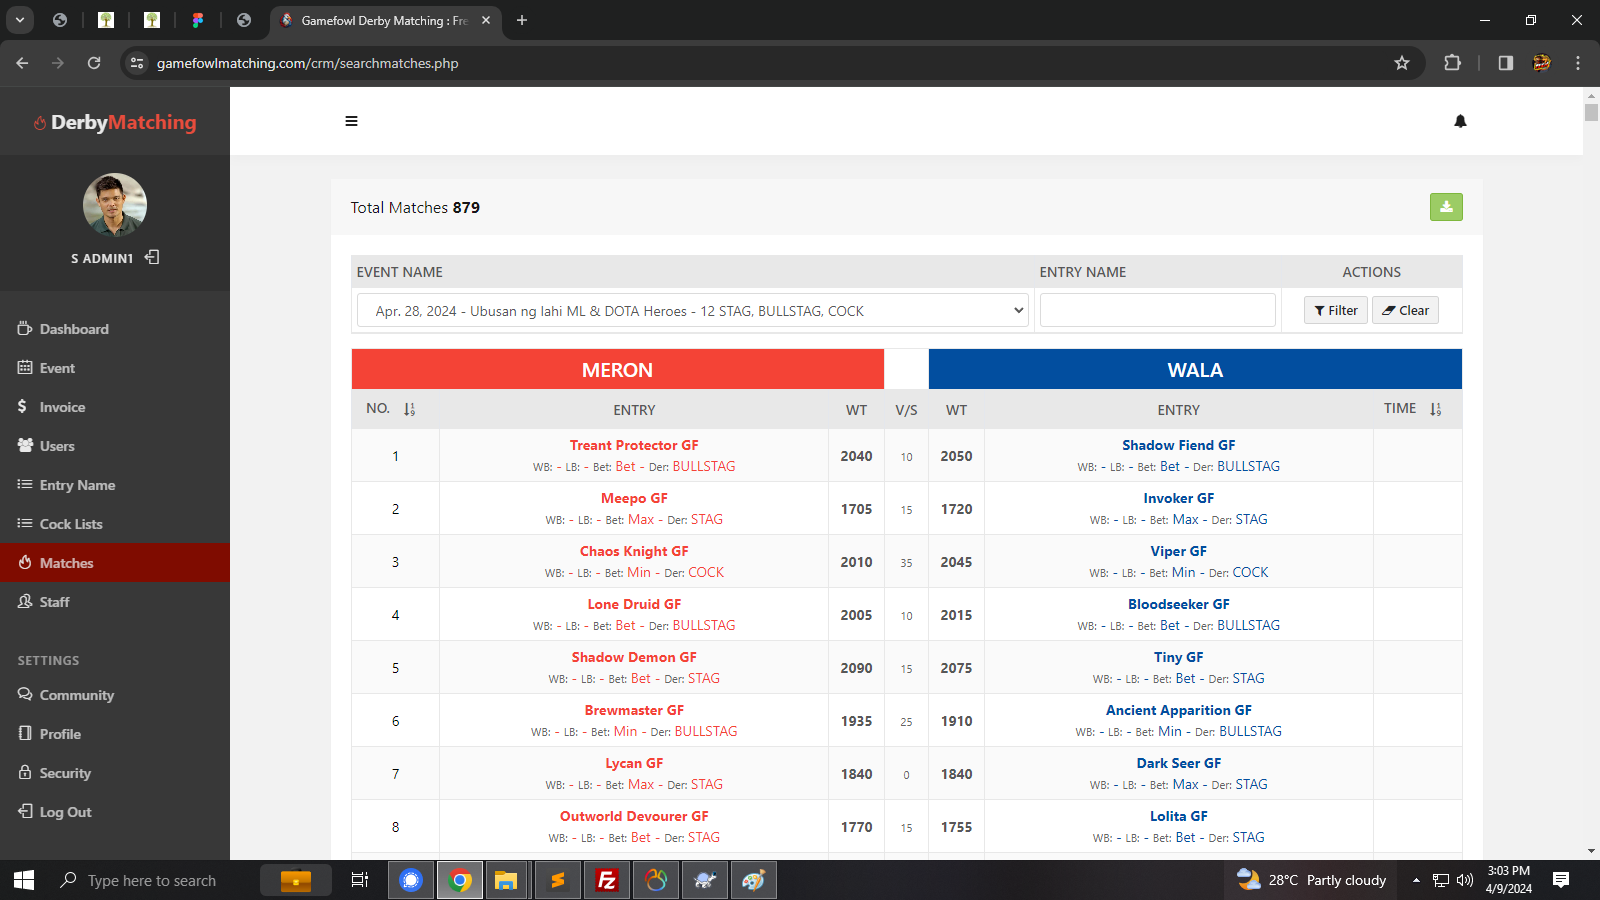 Gamefowl Derby Matching : Fre
gamefowlmatching.com/crm/searchmatches.php
DerbyMatching
S ADMIN1
Dashboard
Event
Invoice
Users
Entry Name
Cock Lists
Matches
Staff
SETTINGS
Community
Profile
Security
Log Out
Total Matches 879
EVENT NAME ENTRY NAME ACTIONS
Apr. 28, 2024 - Ubusan ng lahi ML & DOTA Heroes - 12 STAG, BULLSTAG, COCK Filter Clear
MERON WALA
NO. ENTRY WT V/S WT ENTRY TIME
1 Treant Protector GF 2040 10 2050 Shadow Fiend GF
WB: - LB: - Bet: Bet - Der: BULLSTAG WB: - LB: - Bet: Bet - Der: BULLSTAG
2 Meepo GF 1705 15 1720 Invoker GF
WB: - LB: - Bet: Max - Der: STAG WB: - LB: - Bet: Max - Der: STAG
3 Chaos Knight GF 2010 35 2045 Viper GF
WB: - LB: - Bet: Min - Der: COCK WB: - LB: - Bet: Min - Der: COCK
4 Lone Druid GF 2005 10 2015 Bloodseeker GF
WB: - LB: - Bet: Bet - Der: BULLSTAG WB: - LB: - Bet: Bet - Der: BULLSTAG
5 Shadow Demon GF 2090 15 2075 Tiny GF
WB: - LB: - Bet: Bet - Der: STAG WB: - LB: - Bet: Bet - Der: STAG
6 Brewmaster GF 1935 25 1910 Ancient Apparition GF
WB: - LB: - Bet: Min - Der: BULLSTAG WB: - LB: - Bet: Min - Der: BULLSTAG
7 Lycan GF 1840 0 1840 Dark Seer GF
WB: - LB: - Bet: Max - Der: STAG WB: - LB: - Bet: Max - Der: STAG
8 Outworld Devourer GF 1770 15 1755 Lolita GF
WB: - LB: - Bet: Bet - Der: STAG WB: - LB: - Bet: Bet - Der: STAG
Type here to search
28°C Partly cloudy
3:03 PM
4/9/2024